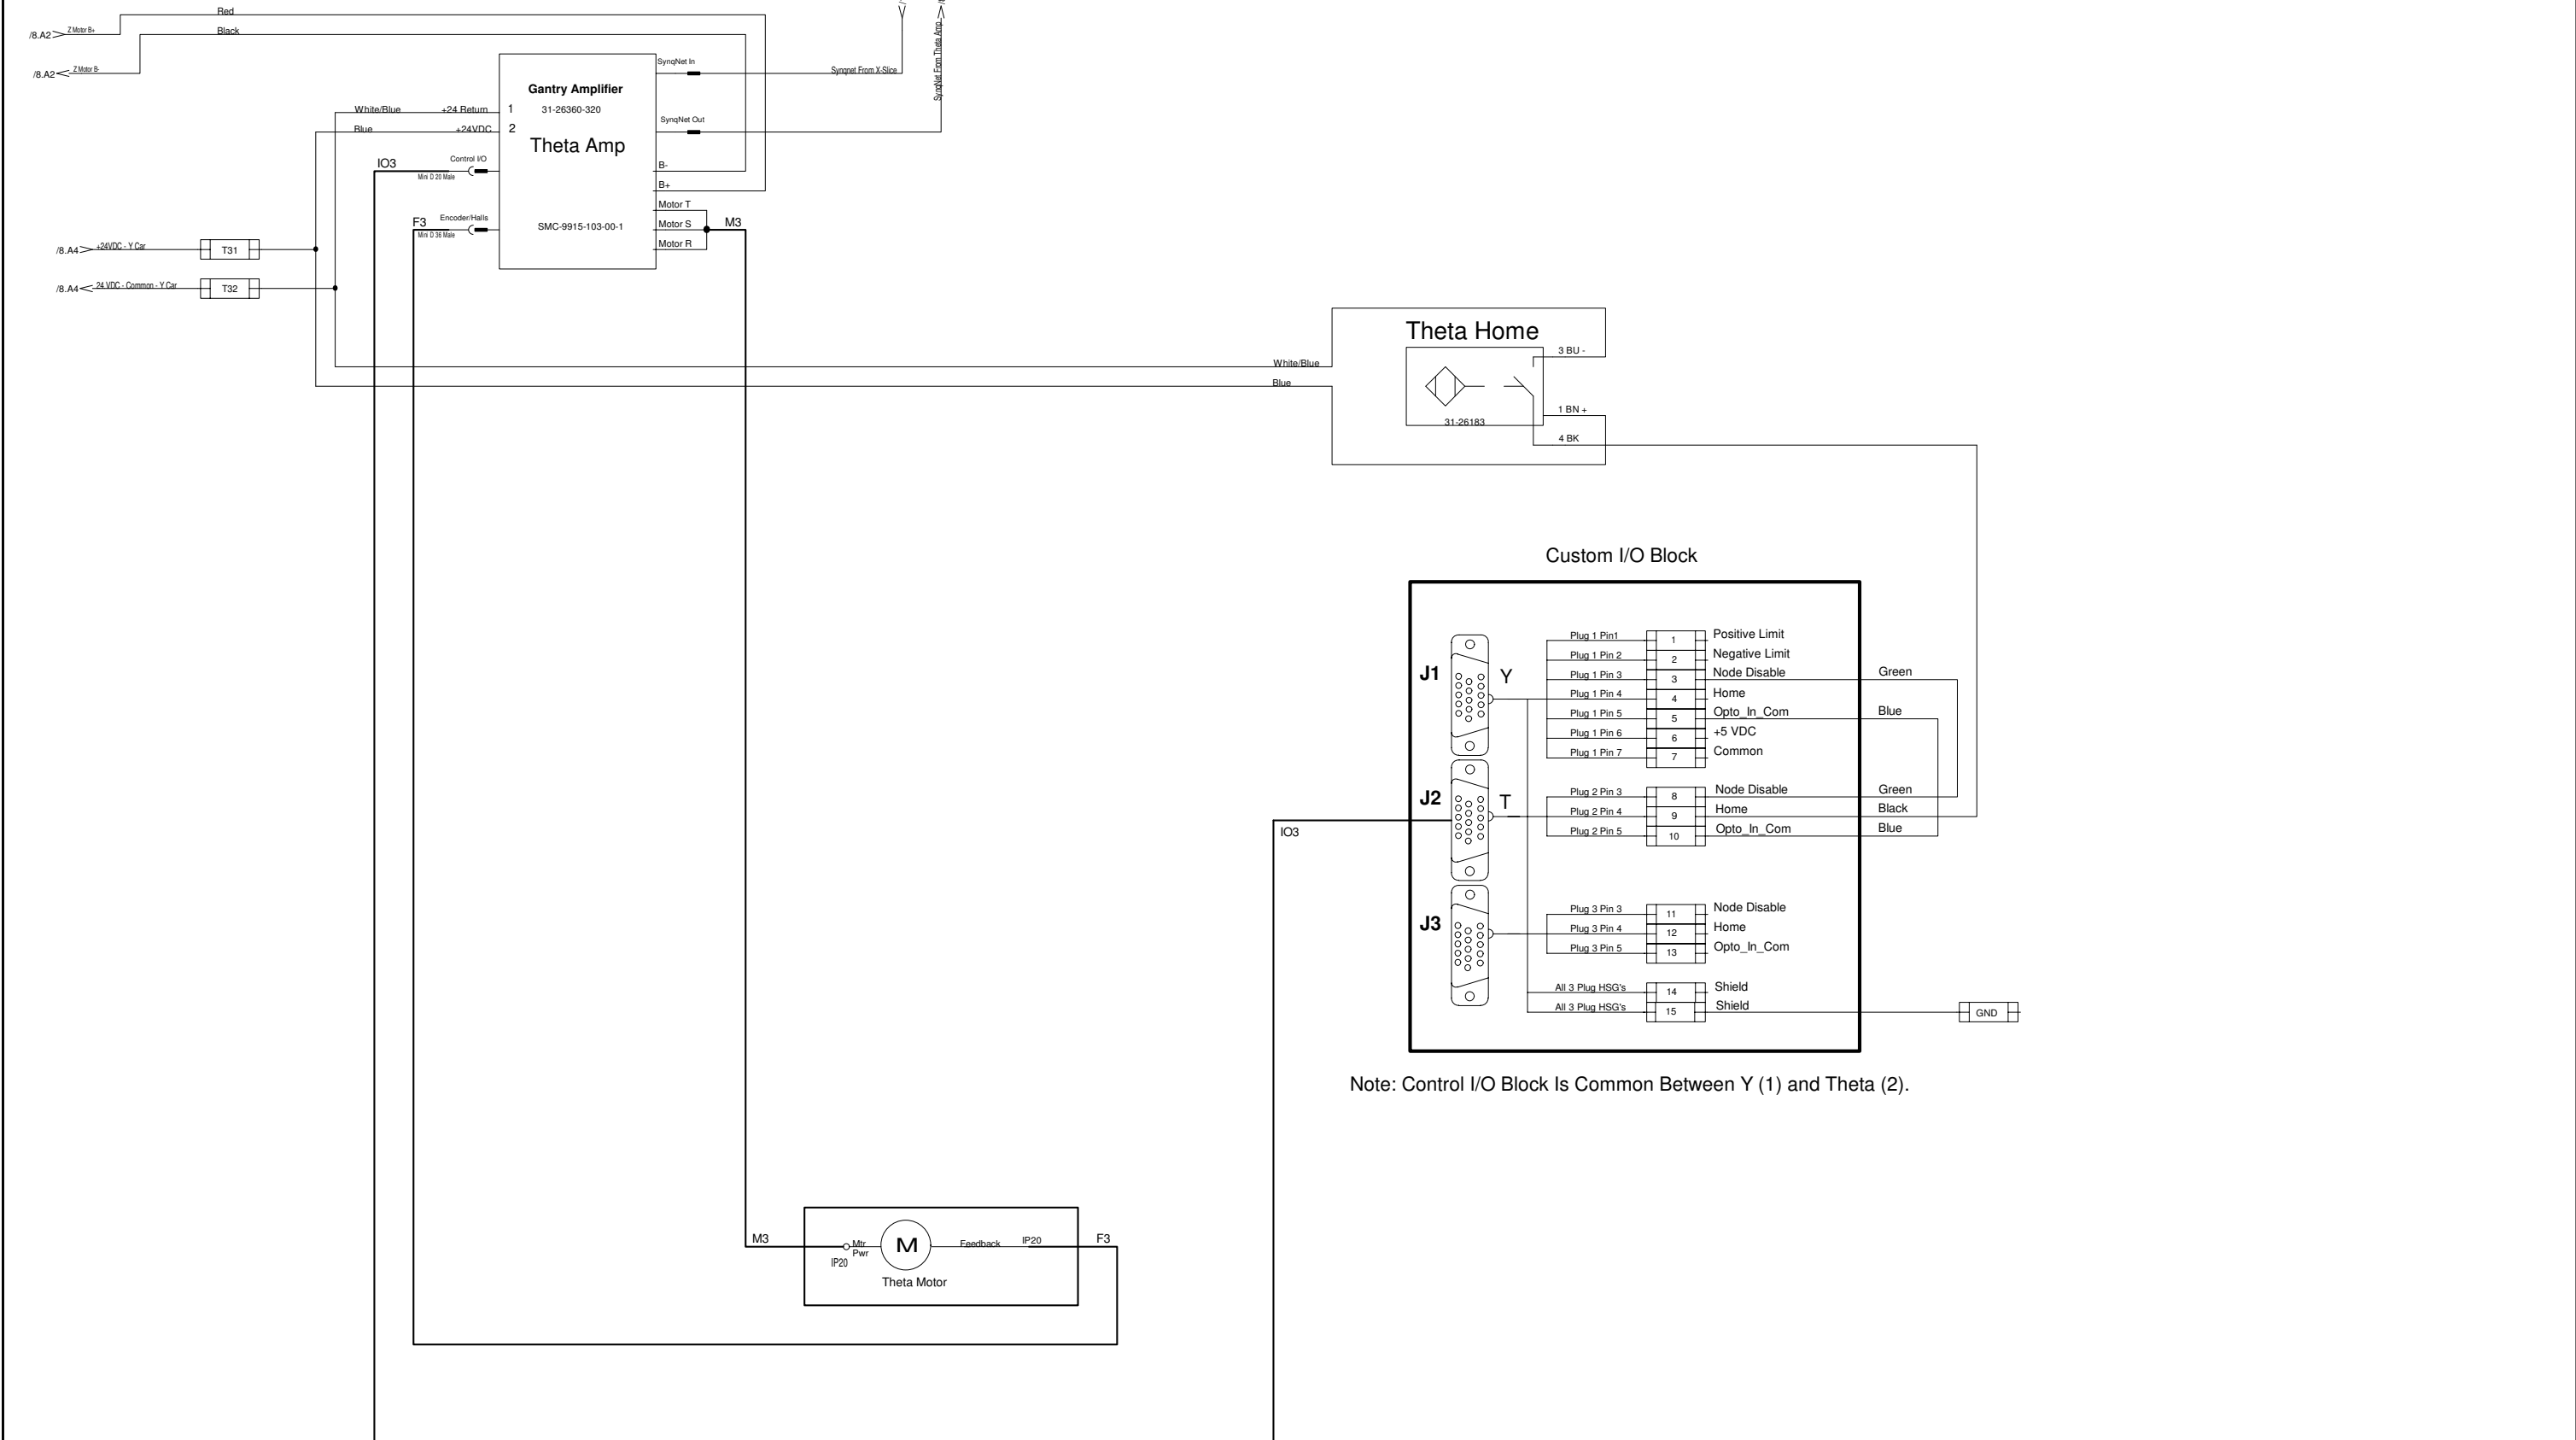 Red
/8.A2
Z Motor B+
Black
/8.A2
Z Motor B-
SynqNet In
Synqnet From X-Slice
SynqNet From Theta Amp
Gantry Amplifier
31-26360-320
Theta Amp
SMC-9915-103-00-1
White/Blue
+24 Return
1
Blue
+24VDC
2
SynqNet Out
IO3
Control I/O
Mini D 20 Male
B-
B+
F3
Encoder/Halls
Mini D 36 Male
Motor T
Motor S
Motor R
M3
/8.A4
+24VDC - Y Car
T31
/8.A4
24 VDC - Common - Y Car
T32
Theta Home
3 BU -
White/Blue
Blue
31-26183
1 BN +
4 BK
Custom I/O Block
J1
Y
Plug 1 Pin1
1
Positive Limit
Plug 1 Pin 2
2
Negative Limit
Plug 1 Pin 3
3
Node Disable
Green
Plug 1 Pin 4
4
Home
Plug 1 Pin 5
5
Opto_In_Com
Blue
Plug 1 Pin 6
6
+5 VDC
Plug 1 Pin 7
7
Common
J2
T
Plug 2 Pin 3
8
Node Disable
Green
Plug 2 Pin 4
9
Home
Black
Plug 2 Pin 5
10
Opto_In_Com
Blue
IO3
J3
Plug 3 Pin 3
11
Node Disable
Plug 3 Pin 4
12
Home
Plug 3 Pin 5
13
Opto_In_Com
All 3 Plug HSG's
14
Shield
All 3 Plug HSG's
15
Shield
GND
Note: Control I/O Block Is Common Between Y (1) and Theta (2).
M3
Mtr
Pwr
IP20
M
Feedback
IP20
F3
Theta Motor